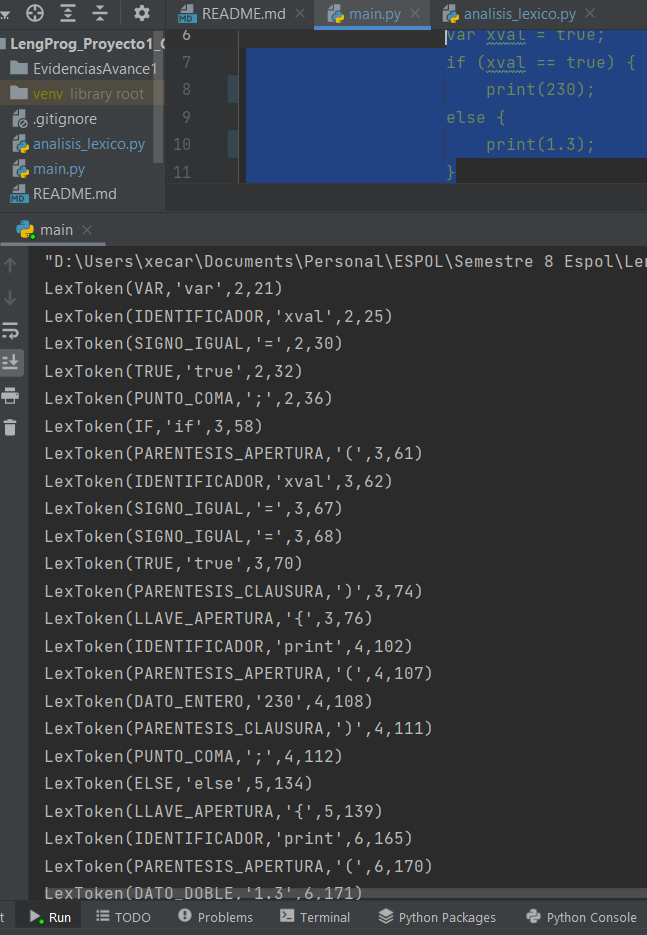 README.md main.py analisis_lexico.py
LengProg_Proyecto1_
EvidenciasAvance1
venv library root
.gitignore
analisis_lexico.py
main.py
README.md
6 var xval = true;
7 if (xval == true) {
8 print(230);
9 else {
10 print(1.3);
11 }
main
"D:\Users\xecar\Documents\Personal\ESPOL\Semestre 8 Espol\Len
LexToken(VAR,'var',2,21)
LexToken(IDENTIFICADOR,'xval',2,25)
LexToken(SIGNO_IGUAL,'=',2,30)
LexToken(TRUE,'true',2,32)
LexToken(PUNTO_COMA,';',2,36)
LexToken(IF,'if',3,58)
LexToken(PARENTESIS_APERTURA,'(',3,61)
LexToken(IDENTIFICADOR,'xval',3,62)
LexToken(SIGNO_IGUAL,'=',3,67)
LexToken(SIGNO_IGUAL,'=',3,68)
LexToken(TRUE,'true',3,70)
LexToken(PARENTESIS_CLAUSURA,')',3,74)
LexToken(LLAVE_APERTURA,'{',3,76)
LexToken(IDENTIFICADOR,'print',4,102)
LexToken(PARENTESIS_APERTURA,'(',4,107)
LexToken(DATO_ENTERO,'230',4,108)
LexToken(PARENTESIS_CLAUSURA,')',4,111)
LexToken(PUNTO_COMA,';',4,112)
LexToken(ELSE,'else',5,134)
LexToken(LLAVE_APERTURA,'{',5,139)
LexToken(IDENTIFICADOR,'print',6,165)
LexToken(PARENTESIS_APERTURA,'(',6,170)
LexToken(DATO_DOBLE,'1.3',6,171)
t Run TODO Problems Terminal Python Packages Python Console